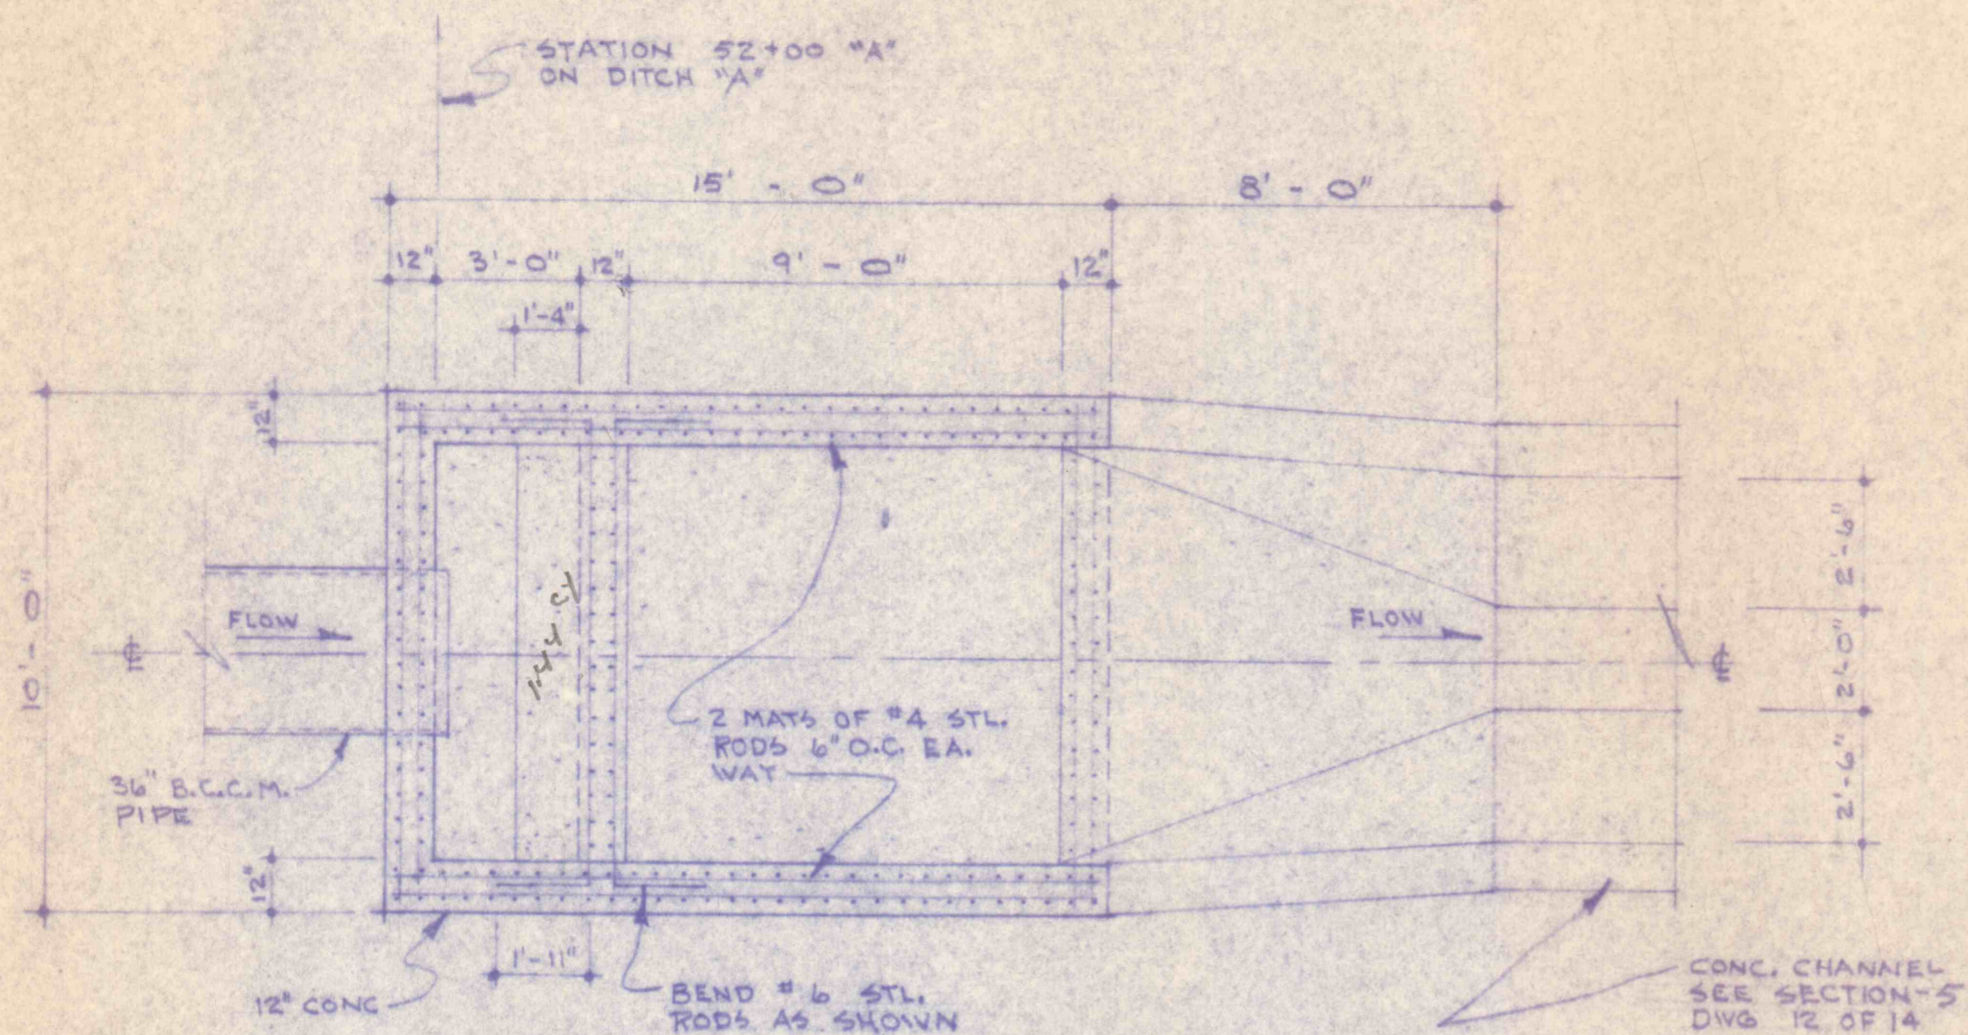 STATION 52+00 "A"
ON DITCH "A"
15' - 0"
8' - 0"
12"
3'-0"
12"
9' - 0"
12"
1'-4"
12"
10' - 0"
FLOW
FLOW
2'-6"
2'-0"
2'-6"
2 MATS OF #4 STL.
RODS 6" O.C. EA.
WAY
36" B.C.C.M.
PIPE
12"
1'-11"
12" CONC
BEND #6 STL.
RODS AS SHOWN
CONC. CHANNEL
SEE SECTION-5
DWG 12 OF 14